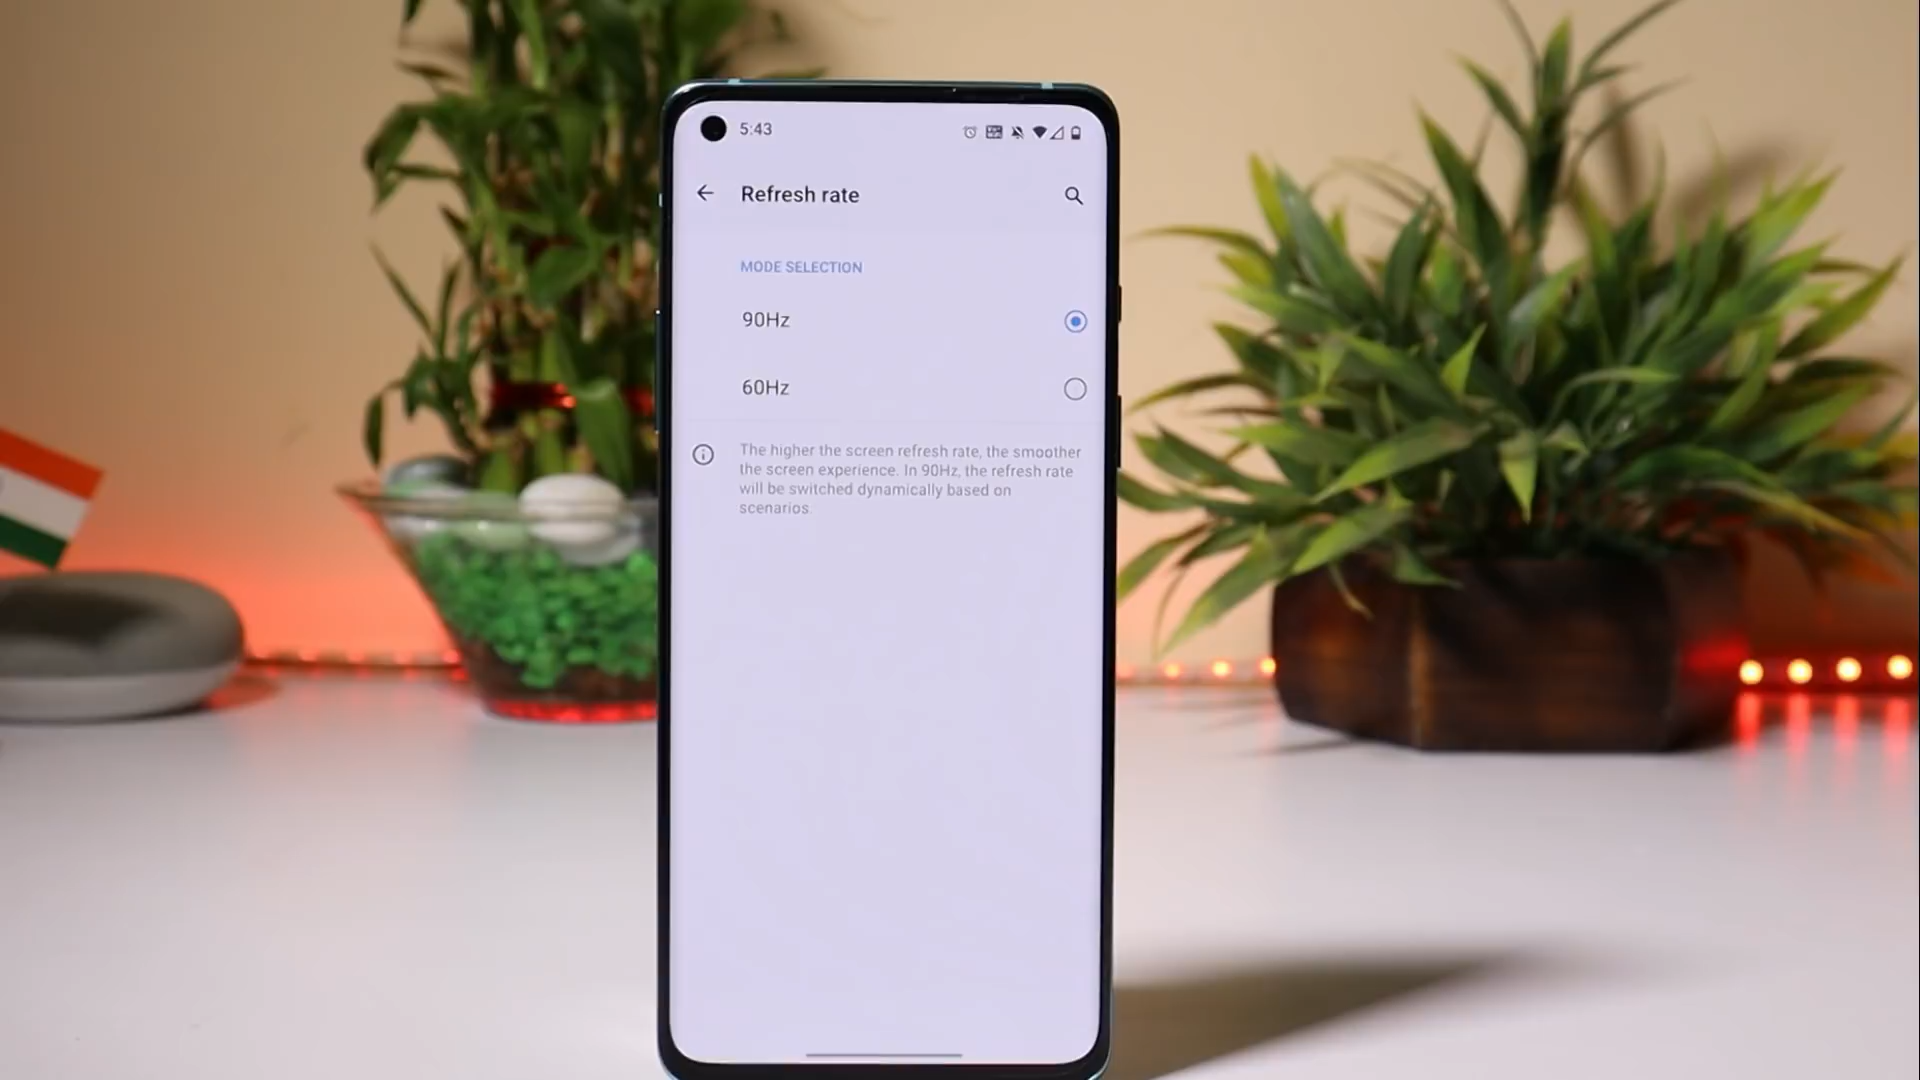 5:43
Refresh rate
MODE SELECTION
90Hz
60Hz
The higher the screen refresh rate, the smoother
the screen experience. In 90Hz, the refresh rate
will be switched dynamically based on
scenarios.